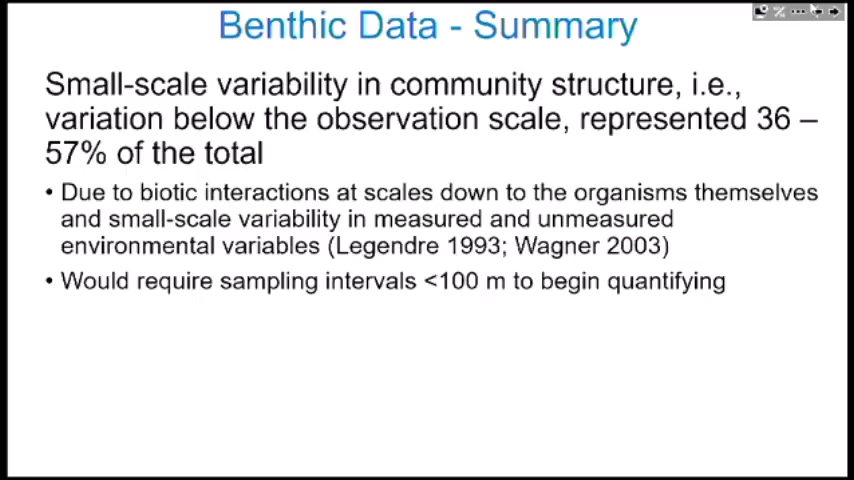 Benthic Data - Summary
Small-scale variability in community structure, i.e.,
variation below the observation scale, represented 36 –
57% of the total
• Due to biotic interactions at scales down to the organisms themselves
and small-scale variability in measured and unmeasured
environmental variables (Legendre 1993; Wagner 2003)
• Would require sampling intervals <100 m to begin quantifying